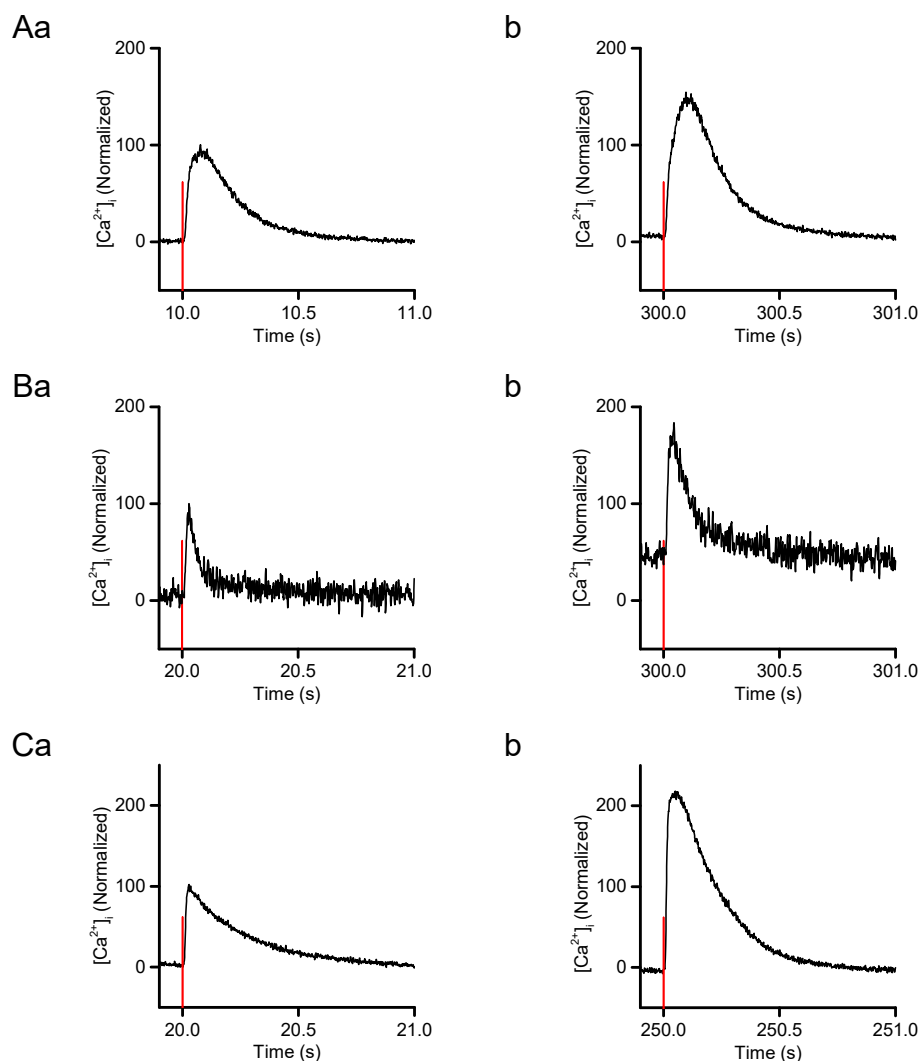 Aa
b
200
100
0
[Ca²⁺]ᵢ (Normalized)
10.0 10.5 11.0
Time (s)
200
100
0
[Ca²⁺]ᵢ (Normalized)
300.0 300.5 301.0
Time (s)
Ba
b
200
100
0
[Ca²⁺]ᵢ (Normalized)
20.0 20.5 21.0
Time (s)
200
100
0
[Ca²⁺]ᵢ (Normalized)
300.0 300.5 301.0
Time (s)
Ca
b
200
100
0
[Ca²⁺]ᵢ (Normalized)
20.0 20.5 21.0
Time (s)
200
100
0
[Ca²⁺]ᵢ (Normalized)
250.0 250.5 251.0
Time (s)